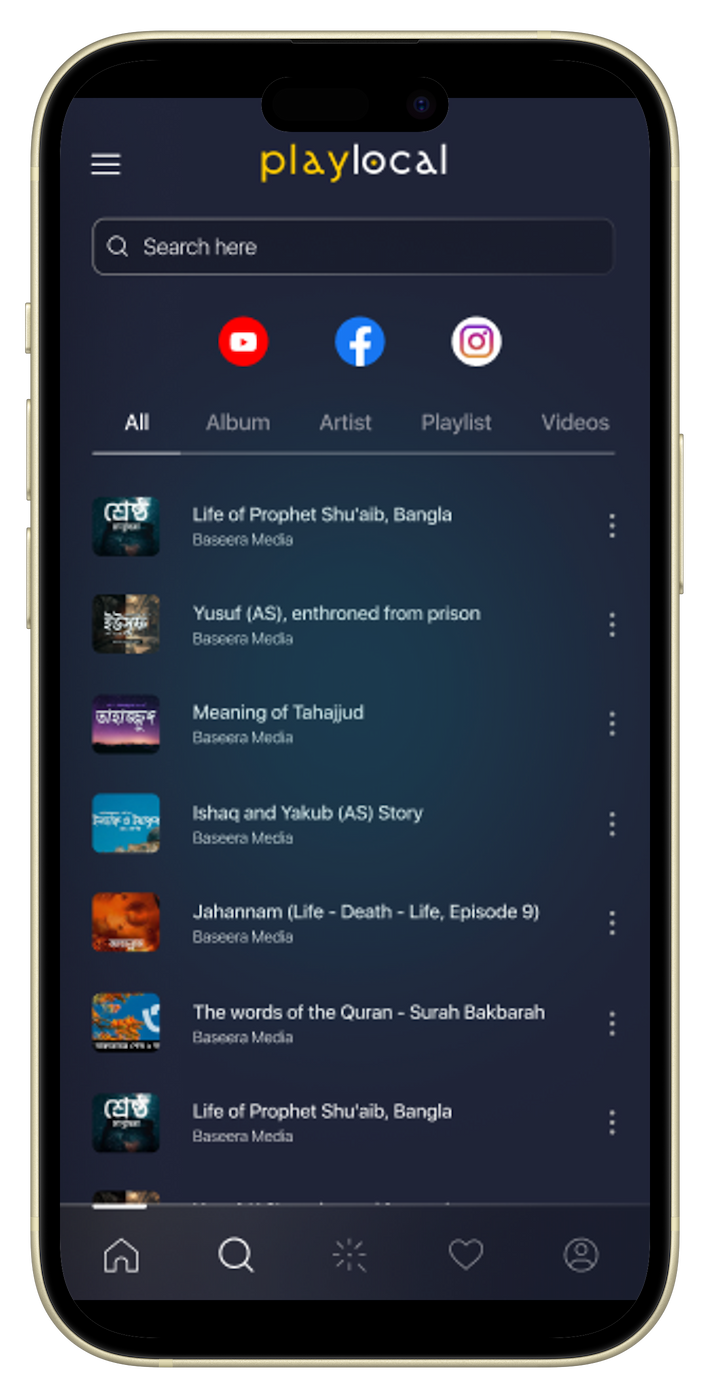 playlocal
Search here
All Album Artist Playlist Videos
শ্রেষ্ঠ
Life of Prophet Shu'aib, Bangla
Baseera Media
ইউসুফ
Yusuf (AS), enthroned from prison
Baseera Media
তাহাজ্জুদ
Meaning of Tahajjud
Baseera Media
Ishaq and Yakub (AS) Story
Baseera Media
Jahannam (Life - Death - Life, Episode 9)
Baseera Media
The words of the Quran - Surah Bakbarah
Baseera Media
শ্রেষ্ঠ
Life of Prophet Shu'aib, Bangla
Baseera Media